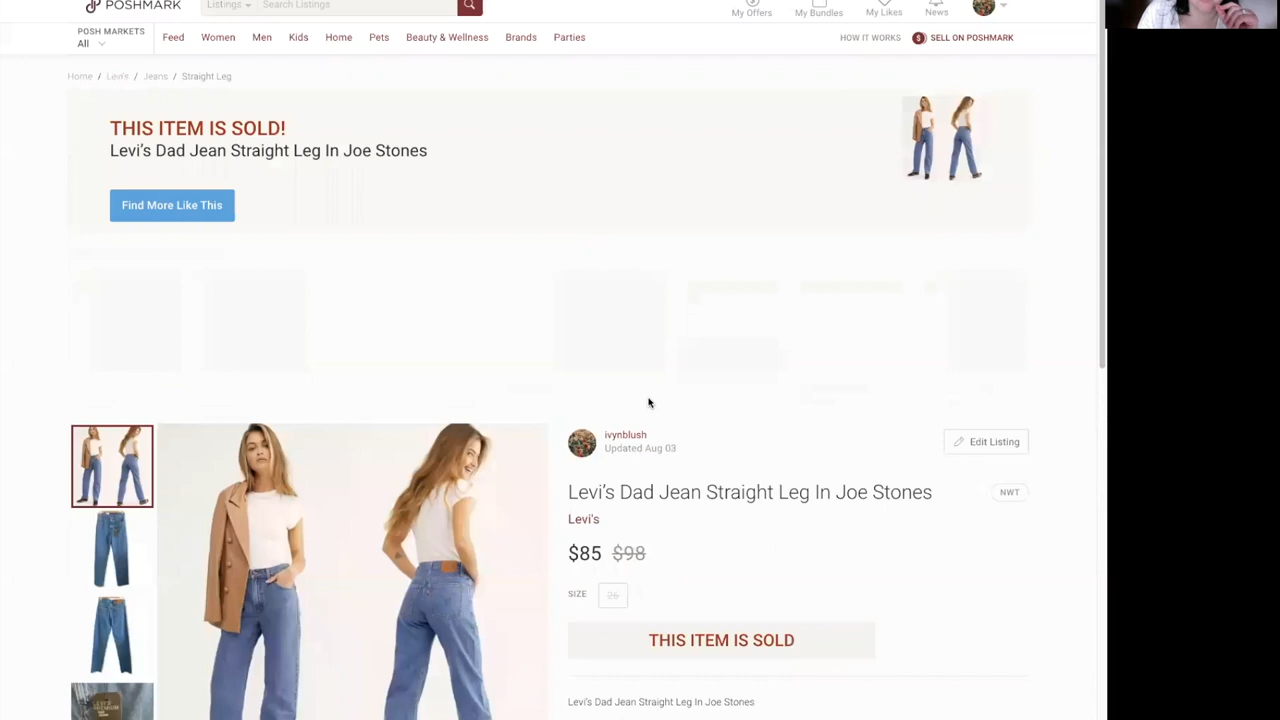 POSHMARK
Listings
Search Listings
My Offers
My Bundles
My Likes
News
POSH MARKETS
All
Feed
Women
Men
Kids
Home
Pets
Beauty & Wellness
Brands
Parties
HOW IT WORKS
$ SELL ON POSHMARK
Home / Levi's / Jeans / Straight Leg
THIS ITEM IS SOLD!
Levi's Dad Jean Straight Leg In Joe Stones
Find More Like This
ivynblush
Updated Aug 03
Edit Listing
Levi's Dad Jean Straight Leg In Joe Stones
NWT
Levi's
$85 $98
SIZE 26
THIS ITEM IS SOLD
Levi's Dad Jean Straight Leg In Joe Stones